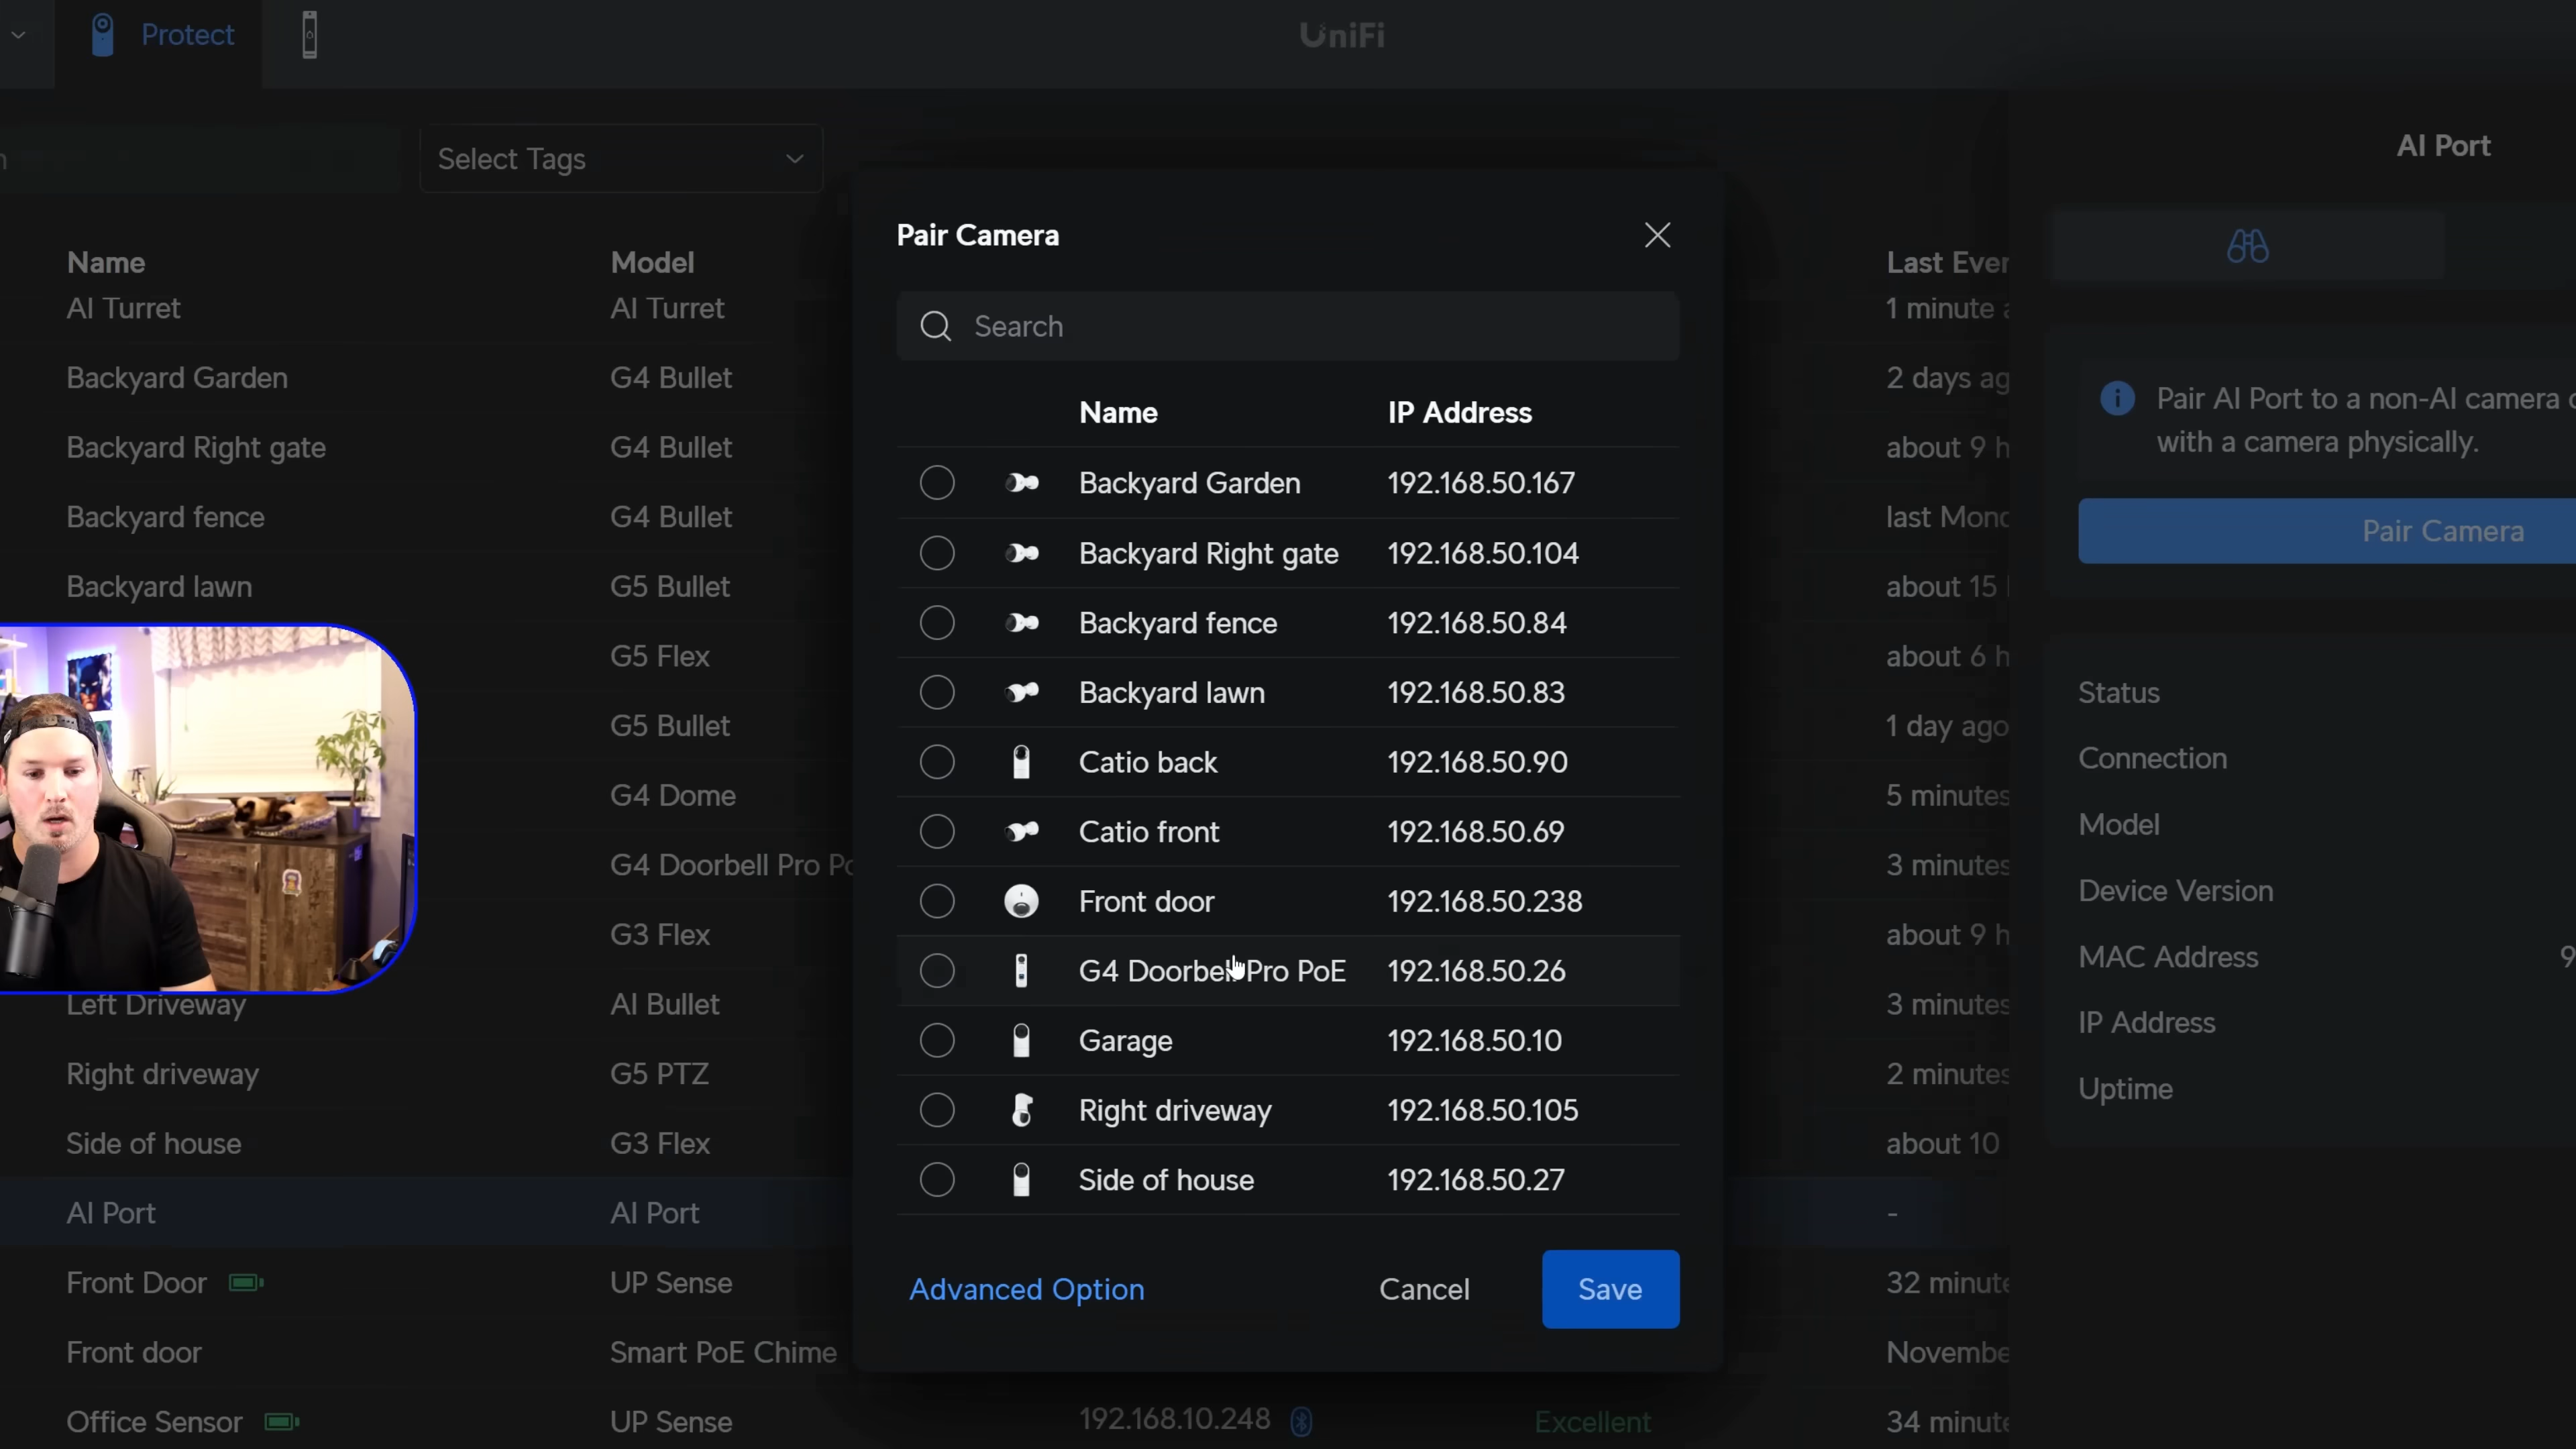 Protect
UniFi
Select Tags
Name Model Last Even
AI Turret AI Turret 1 minute a
Backyard Garden G4 Bullet 2 days ag
Backyard Right gate G4 Bullet about 9 h
Backyard fence G4 Bullet last Mond
Backyard lawn G5 Bullet about 15
G5 Flex about 6 h
G5 Bullet 1 day ago
G4 Dome 5 minutes
G4 Doorbell Pro Po 3 minutes
G3 Flex about 9 h
Left Driveway AI Bullet 3 minutes
Right driveway G5 PTZ 2 minutes
Side of house G3 Flex about 10
AI Port AI Port -
Front Door UP Sense 32 minute
Front door Smart PoE Chime Novembe
Office Sensor UP Sense 192.168.10.248 Excellent 34 minute
Pair Camera
Search
Name IP Address
Backyard Garden 192.168.50.167
Backyard Right gate 192.168.50.104
Backyard fence 192.168.50.84
Backyard lawn 192.168.50.83
Catio back 192.168.50.90
Catio front 192.168.50.69
Front door 192.168.50.238
G4 Doorbell Pro PoE 192.168.50.26
Garage 192.168.50.10
Right driveway 192.168.50.105
Side of house 192.168.50.27
Advanced Option Cancel Save
AI Port
Pair AI Port to a non-AI camera
with a camera physically.
Pair Camera
Status
Connection
Model
Device Version
MAC Address 9
IP Address
Uptime